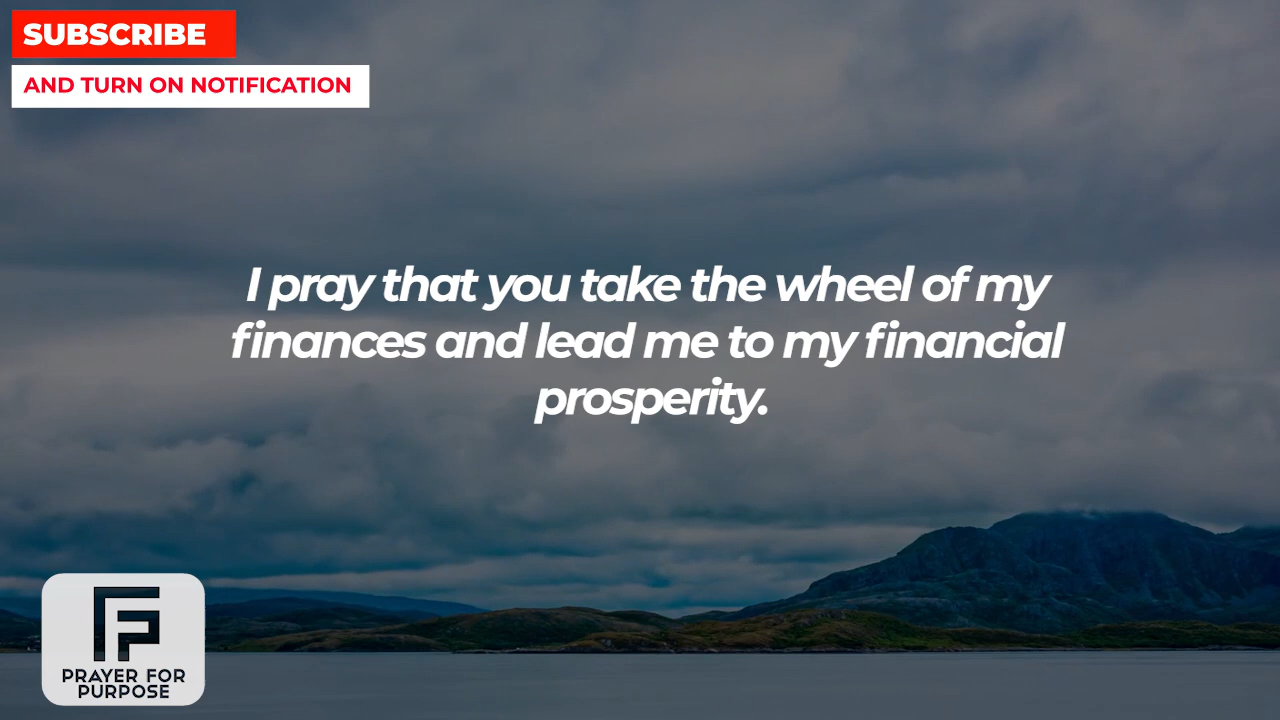 SUBSCRIBE
AND TURN ON NOTIFICATION
I pray that you take the wheel of my
finances and lead me to my financial
prosperity.
PRAYER FOR
PURPOSE